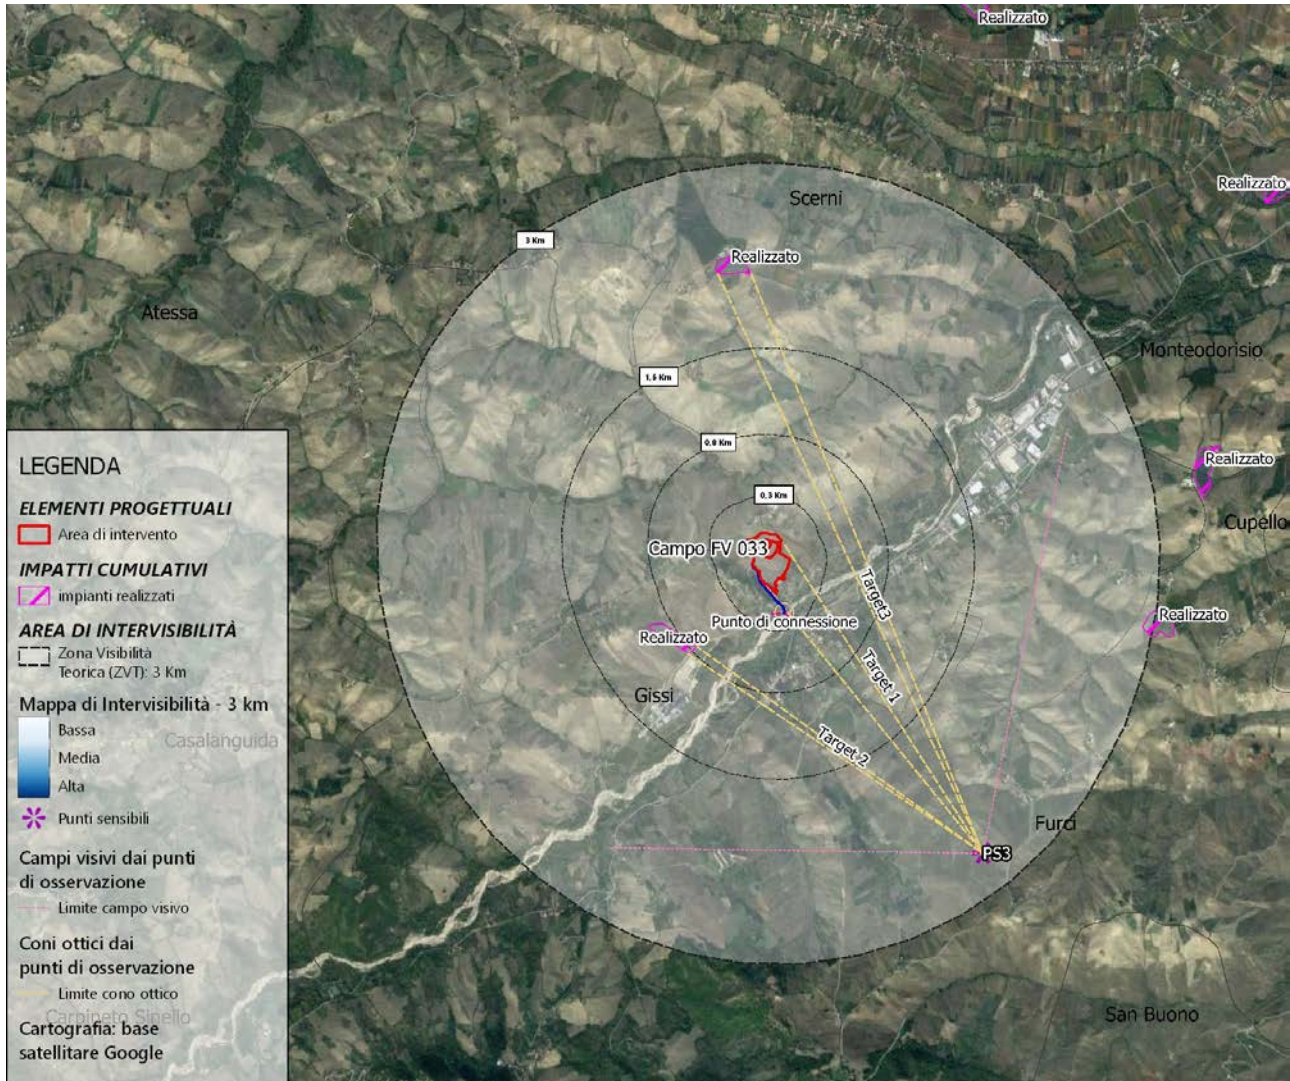 Realizzato
Realizzato
Scerni
3 Km
Realizzato
Atessa
Monteodorisio
1,5 Km
0,8 Km
Realizzato
0,3 Km
Cupello
Campo FV 033
Target3
Realizzato
Punto di connessione
Realizzato
Target 1
Gissi
Target 2
Furci
PS3
San Buono
LEGENDA
ELEMENTI PROGETTUALI
Area di intervento
IMPATTI CUMULATIVI
impianti realizzati
AREA DI INTERVISIBILITÀ
Zona Visibilità
Teorica (ZVT): 3 Km
Mappa di Intervisibilità - 3 km
Bassa
Casalanguida
Media
Alta
Punti sensibili
Campi visivi dai punti
di osservazione
Limite campo visivo
Coni ottici dai
punti di osservazione
Limite cono ottico
Carpineto Sinello
Cartografia: base
satellitare Google